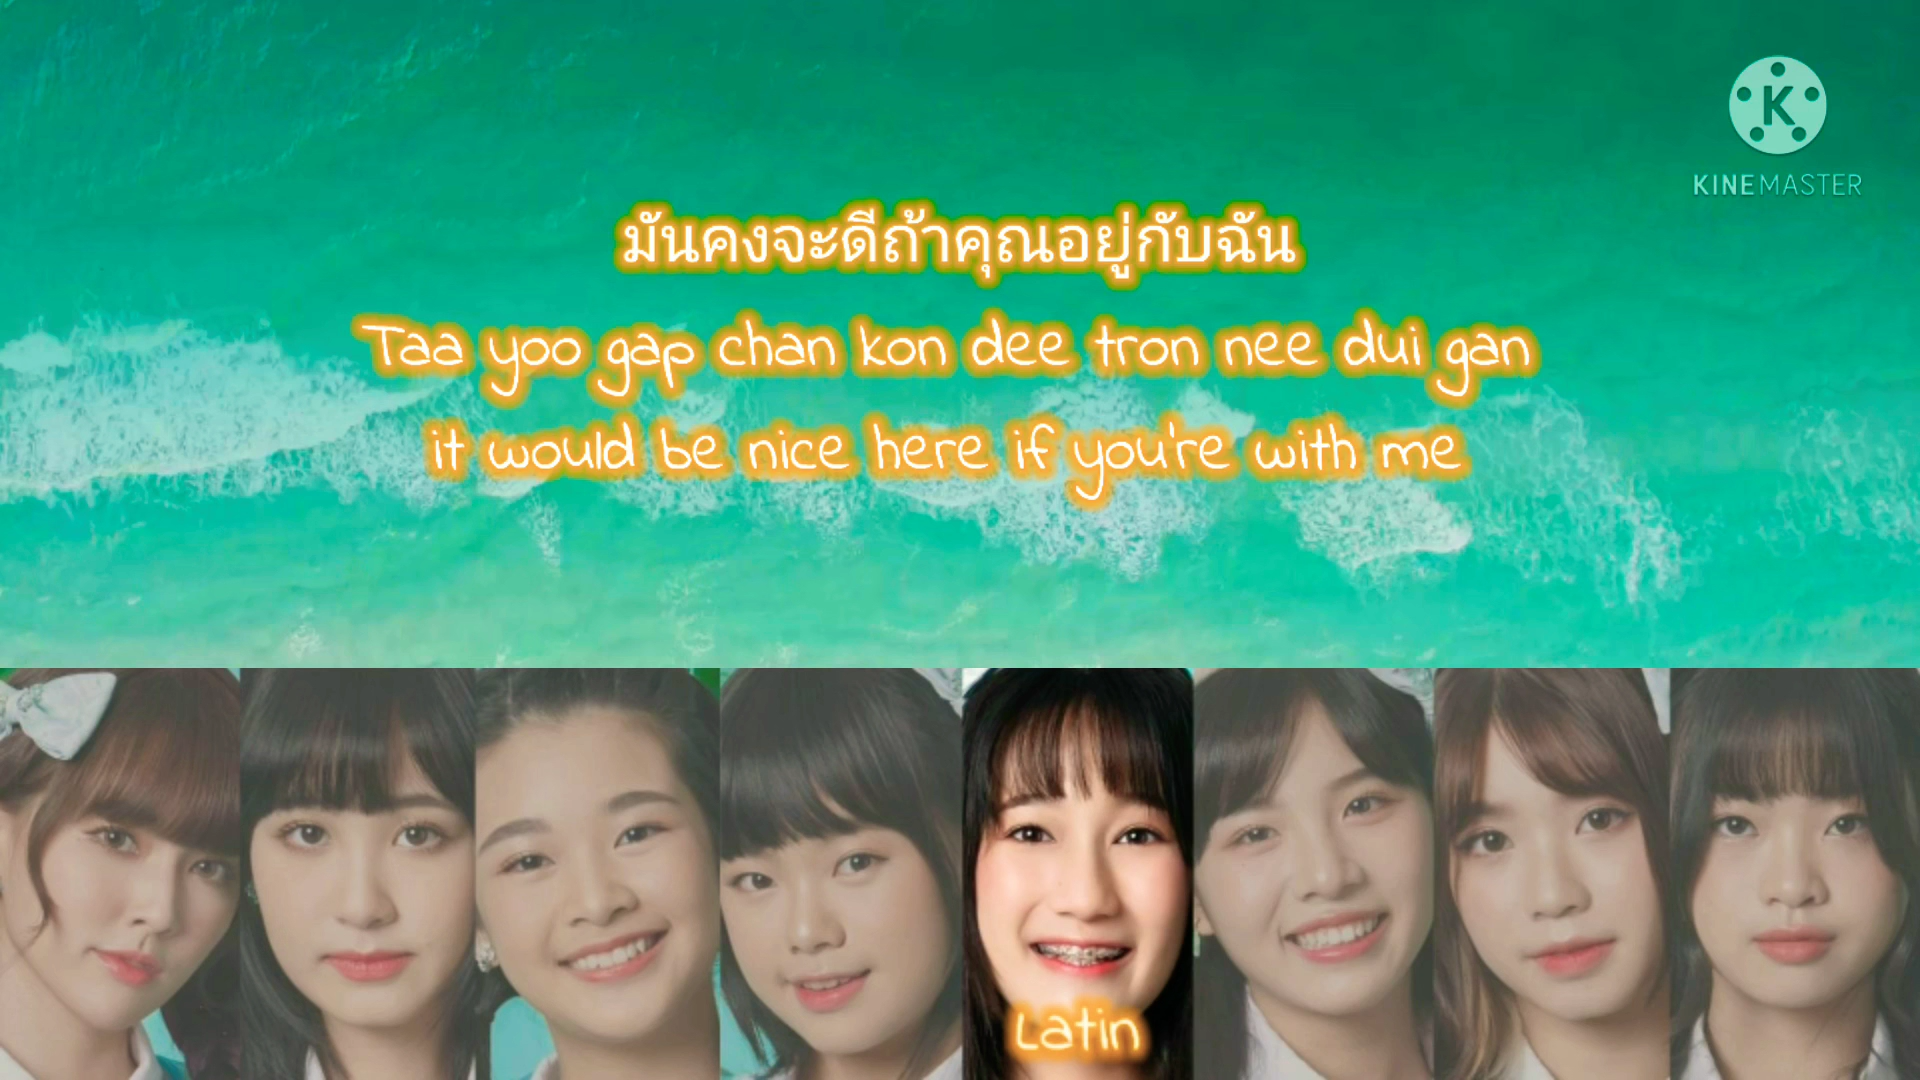 K
KINEMASTER
มันคงจะดีถ้าคุณอยู่กับฉัน
Taa yoo gap chan kon dee tron nee dui gan
it would be nice here if you're with me
Latin